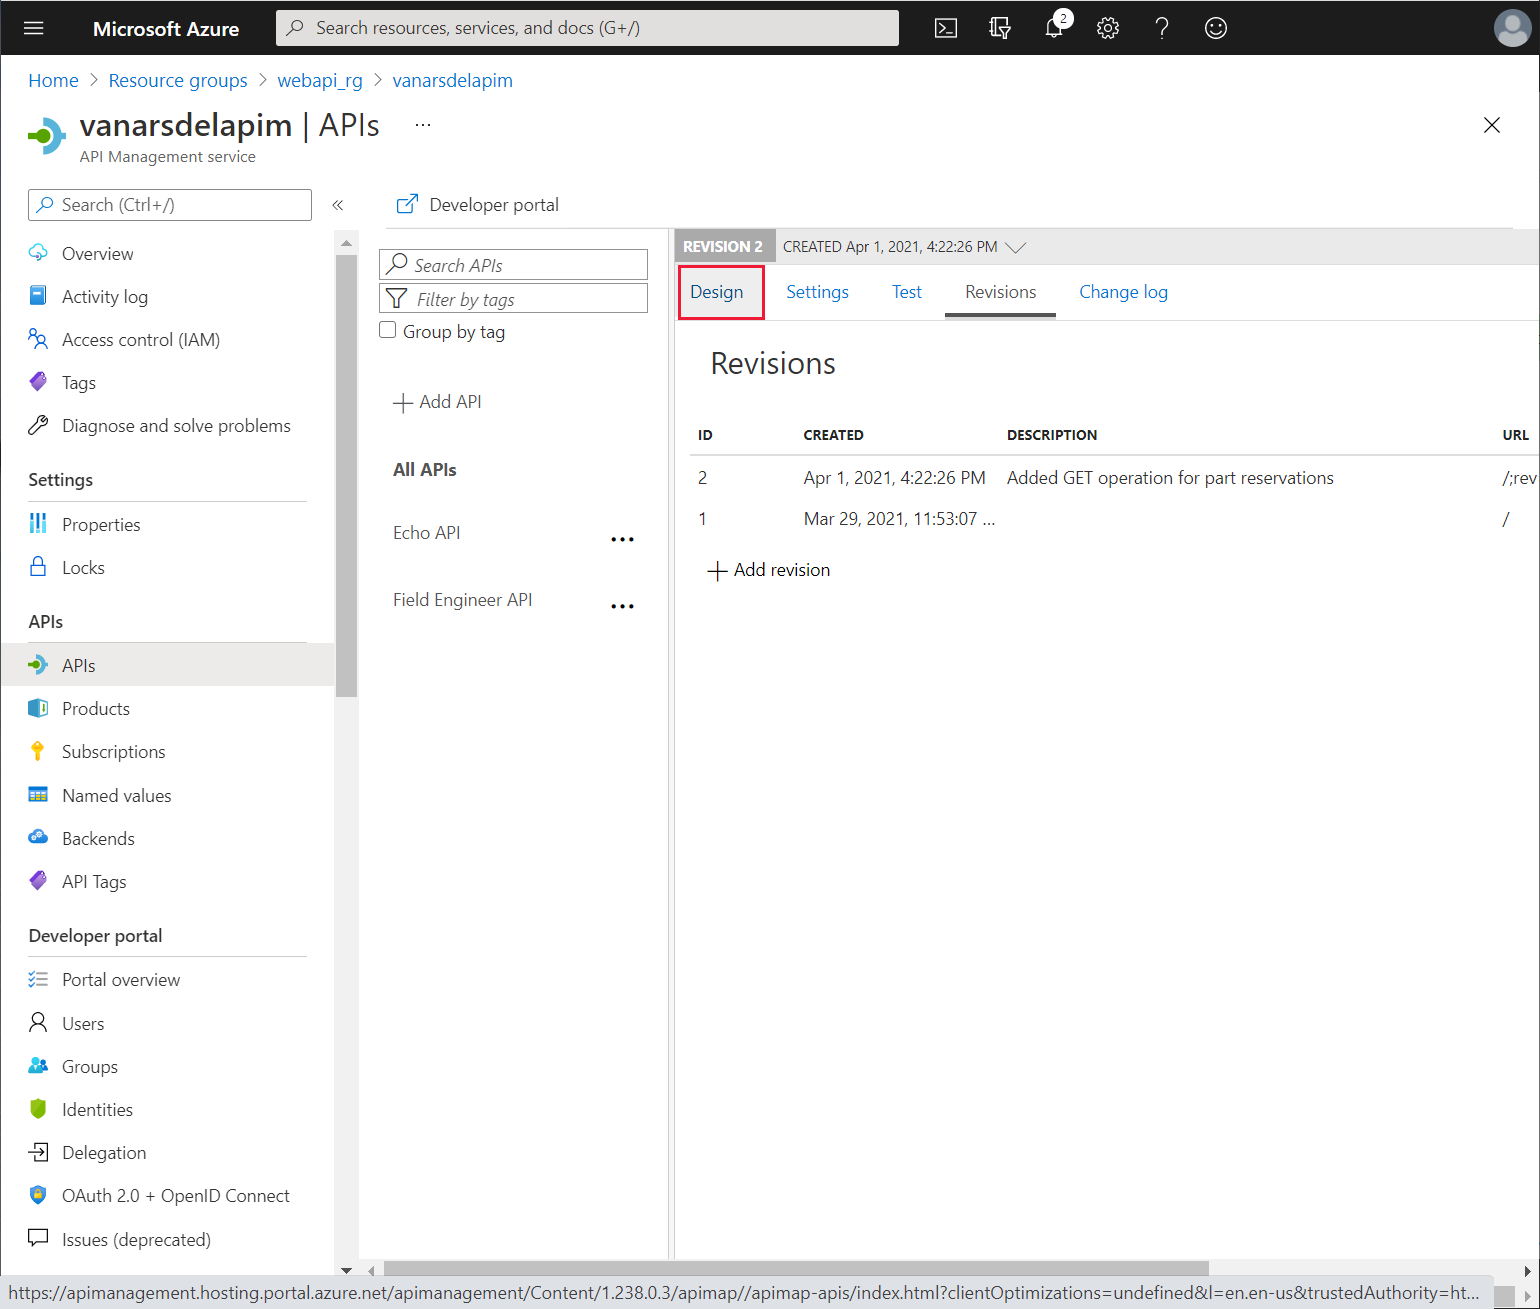 Microsoft Azure
Search resources, services, and docs (G+/)
2
Home > Resource groups > webapi_rg > vanarsdelapim
vanarsdelapim | APIs ...
API Management service
Search (Ctrl+/)
«
Overview
Activity log
Access control (IAM)
Tags
Diagnose and solve problems
Settings
Properties
Locks
APIs
APIs
Products
Subscriptions
Named values
Backends
API Tags
Developer portal
Portal overview
Users
Groups
Identities
Delegation
OAuth 2.0 + OpenID Connect
Issues (deprecated)
Developer portal
Search APIs
Filter by tags
Group by tag
+ Add API
All APIs
Echo API ...
Field Engineer API ...
REVISION 2 CREATED Apr 1, 2021, 4:22:26 PM
Design Settings Test Revisions Change log
Revisions
ID CREATED DESCRIPTION URL
2 Apr 1, 2021, 4:22:26 PM Added GET operation for part reservations /;rev
1 Mar 29, 2021, 11:53:07 ... /
+ Add revision
https://apimanagement.hosting.portal.azure.net/apimanagement/Content/1.238.0.3/apimap//apimap-apis/index.html?clientOptimizations=undefined&l=en.en-us&trustedAuthority=ht...